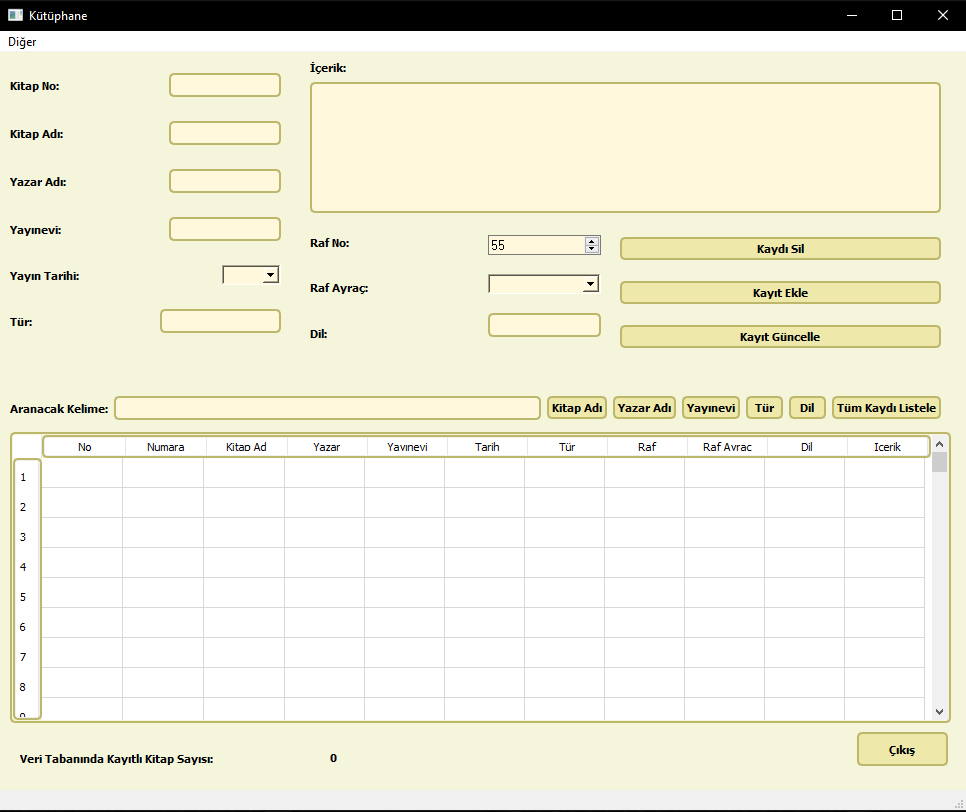 Kütüphane
Diğer
Kitap No:
Kitap Adı:
Yazar Adı:
Yayınevi:
Yayın Tarihi:
Tür:
İçerik:
Raf No: 55
Raf Ayraç:
Dil:
Kaydı Sil
Kayıt Ekle
Kayıt Güncelle
Aranacak Kelime: Kitap Adı Yazar Adı Yayınevi Tür Dil Tüm Kaydı Listele
No Numara Kitap Ad Yazar Yavınevi Tarih Tür Raf Raf Avrac Dil Icerik
1
2
3
4
5
6
7
8
Veri Tabanında Kayıtlı Kitap Sayısı: 0
Çıkış